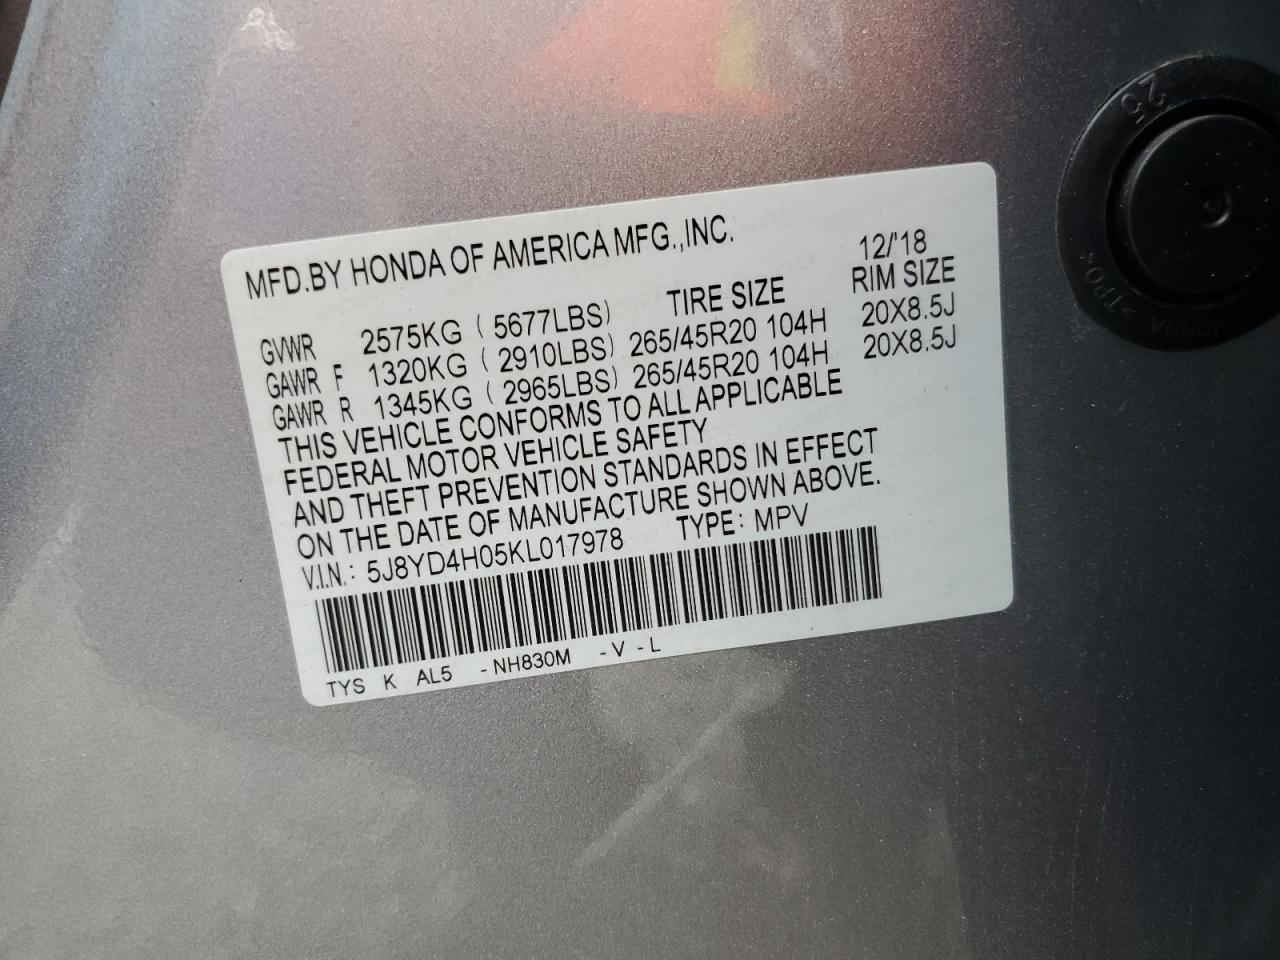 MFD.BY HONDA OF AMERICA MFG.,INC. 12/'18
TIRE SIZE RIM SIZE
GVWR 2575KG ( 5677LBS)
GAWR F 1320KG ( 2910LBS) 265/45R20 104H 20X8.5J
GAWR R 1345KG ( 2965LBS) 265/45R20 104H 20X8.5J
THIS VEHICLE CONFORMS TO ALL APPLICABLE
FEDERAL MOTOR VEHICLE SAFETY
AND THEFT PREVENTION STANDARDS IN EFFECT
ON THE DATE OF MANUFACTURE SHOWN ABOVE.
V.I.N.: 5J8YD4H05KL017978 TYPE: MPV
TYS K AL5 -NH830M -V -L
25
HONDA >TPOS